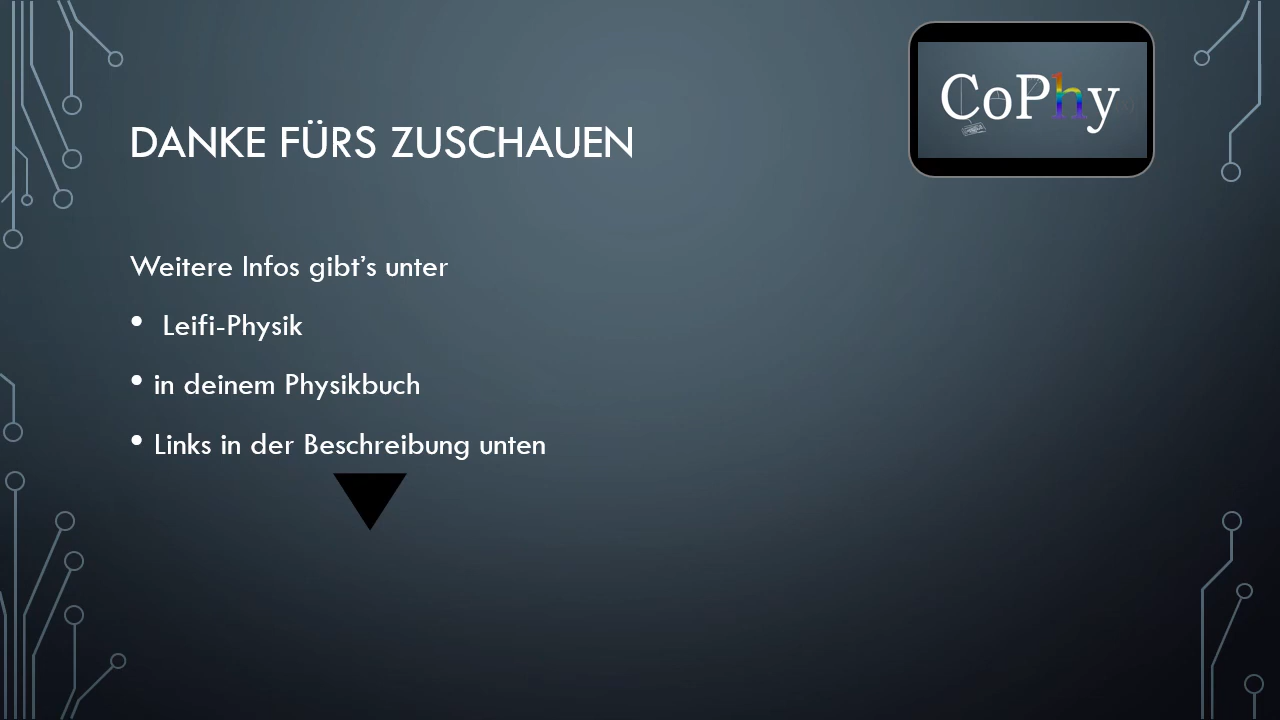 CoPhy
DANKE FÜRS ZUSCHAUEN
Weitere Infos gibt’s unter
• Leifi-Physik
• in deinem Physikbuch
• Links in der Beschreibung unten